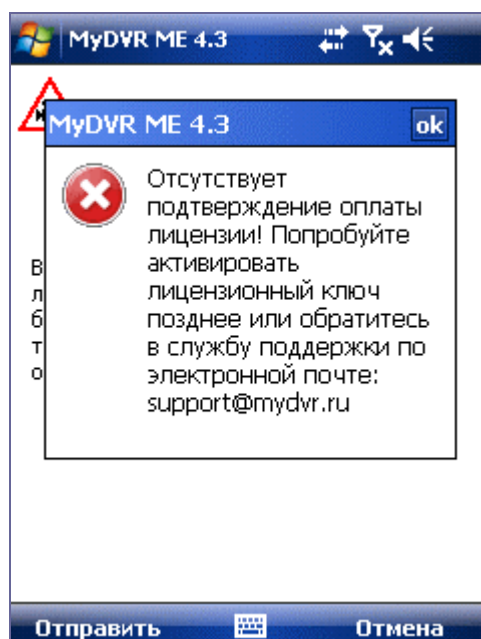 MyDVR ME 4.3
MyDVR ME 4.3 ok
Отсутствует
подтверждение оплаты
лицензии! Попробуйте
активировать
лицензионный ключ
позднее или обратитесь
в службу поддержки по
электронной почте:
support@mydvr.ru
В
л
б
т
о
Отправить Отмена